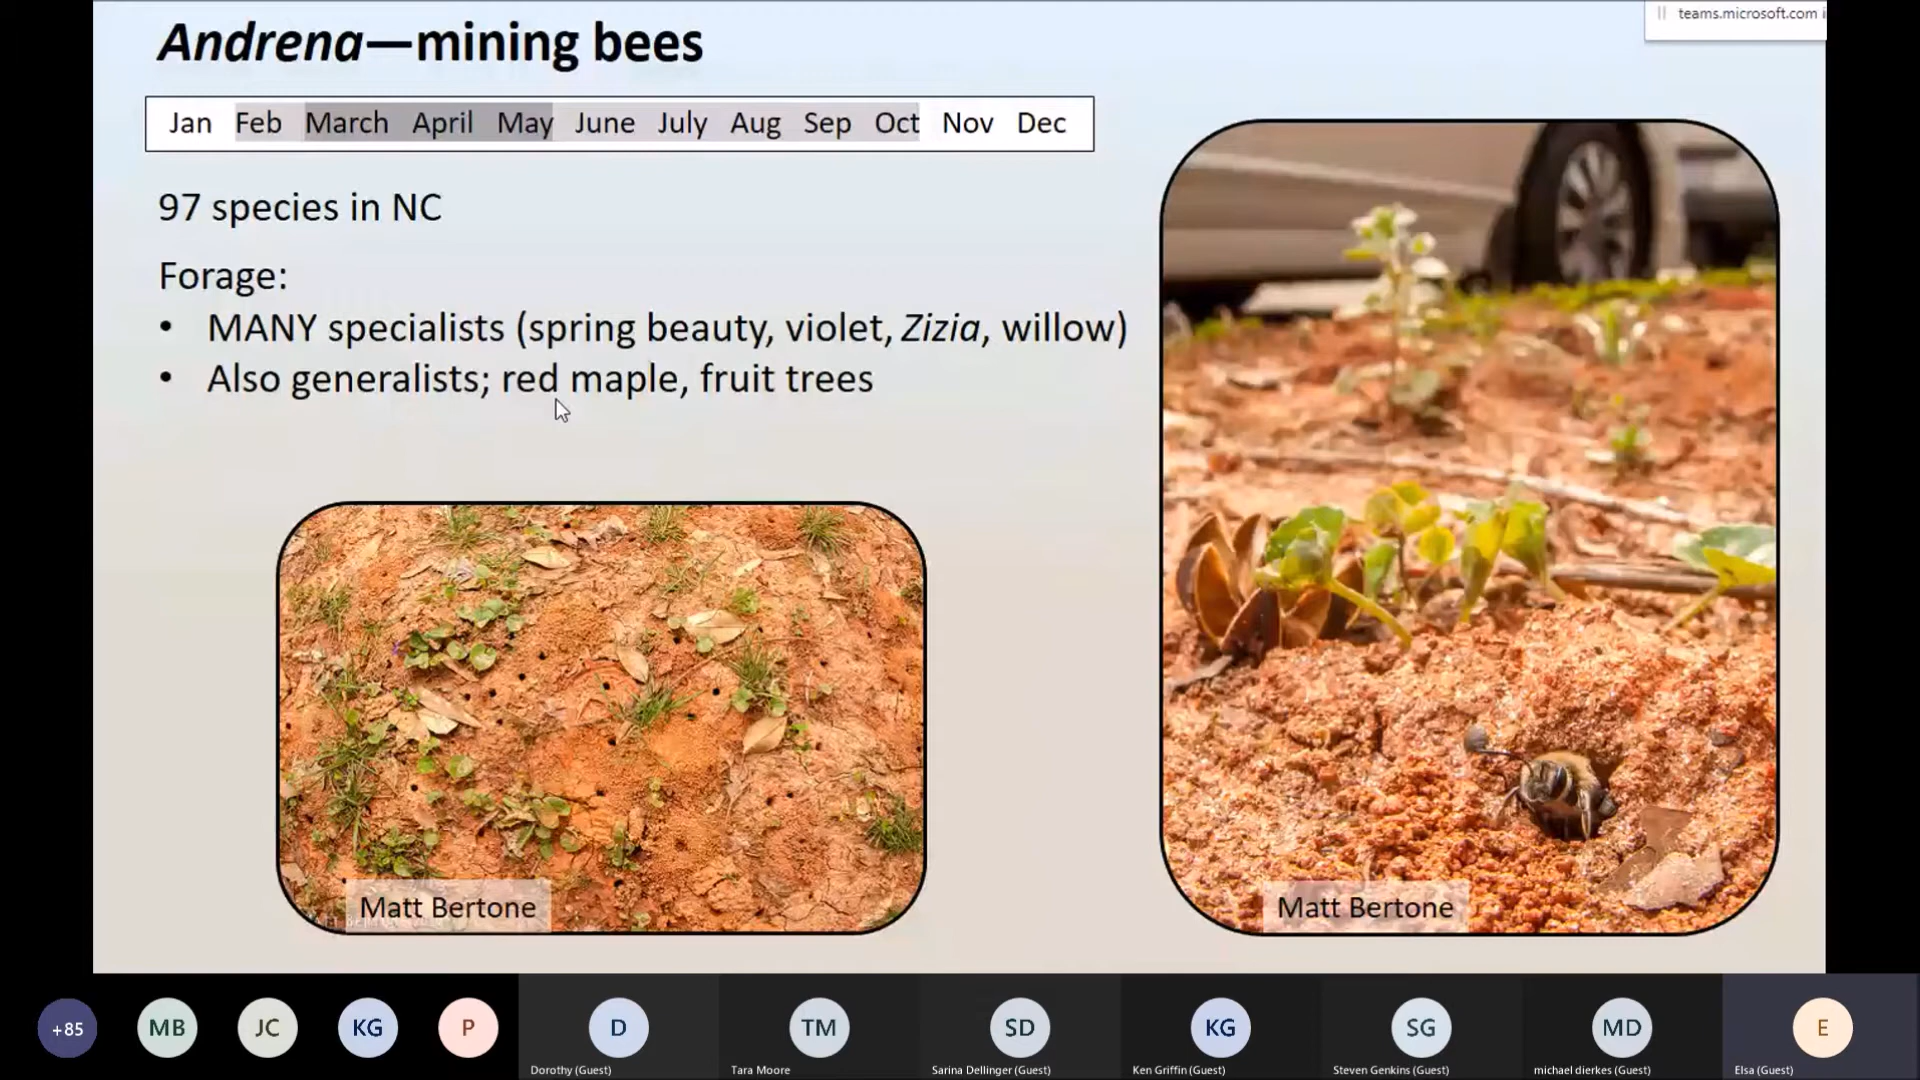 teams.microsoft.com i
Andrena—mining bees
Jan Feb March April May June July Aug Sep Oct Nov Dec
97 species in NC
Forage:
• MANY specialists (spring beauty, violet, Zizia, willow)
• Also generalists; red maple, fruit trees
Matt Bertone
Matt Bertone
+85 MB JC KG P D TM SD KG SG MD E
Dorothy (Guest) Tara Moore Sarina Dellinger (Guest) Ken Griffin (Guest) Steven Genkins (Guest) michael dierkes (Guest) Elsa (Guest)